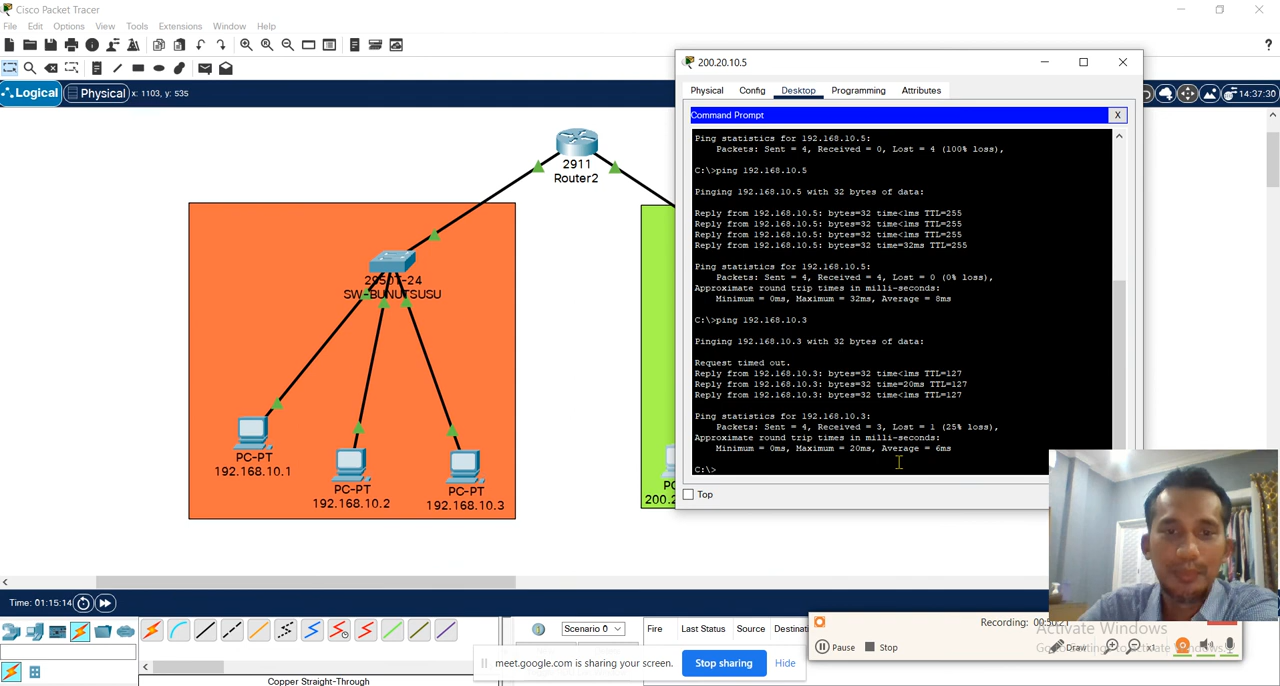 Cisco Packet Tracer
File Edit Options View Tools Extensions Window Help
Logical Physical x: 1103, y: 535
14:37:30
2911
Router2
2950T-24
SW-BUNUTSUSU
PC-PT
192.168.10.1
PC-PT
192.168.10.2
PC-PT
192.168.10.3
200.2
200.20.10.5
Physical Config Desktop Programming Attributes
Command Prompt X
Ping statistics for 192.168.10.5:
Packets: Sent = 4, Received = 0, Lost = 4 (100% loss),
C:\>ping 192.168.10.5
Pinging 192.168.10.5 with 32 bytes of data:
Reply from 192.168.10.5: bytes=32 time<1ms TTL=255
Reply from 192.168.10.5: bytes=32 time<1ms TTL=255
Reply from 192.168.10.5: bytes=32 time<1ms TTL=255
Reply from 192.168.10.5: bytes=32 time=32ms TTL=255
Ping statistics for 192.168.10.5:
Packets: Sent = 4, Received = 4, Lost = 0 (0% loss),
Approximate round trip times in milli-seconds:
Minimum = 0ms, Maximum = 32ms, Average = 8ms
C:\>ping 192.168.10.3
Pinging 192.168.10.3 with 32 bytes of data:
Request timed out.
Reply from 192.168.10.3: bytes=32 time<1ms TTL=127
Reply from 192.168.10.3: bytes=32 time=20ms TTL=127
Reply from 192.168.10.3: bytes=32 time<1ms TTL=127
Ping statistics for 192.168.10.3:
Packets: Sent = 4, Received = 3, Lost = 1 (25% loss),
Approximate round trip times in milli-seconds:
Minimum = 0ms, Maximum = 20ms, Average = 6ms
C:\>
Top
Time: 01:15:14
Scenario 0
Fire Last Status Source Destinat
Copper Straight-Through
meet.google.com is sharing your screen. Stop sharing Hide
Recording: 00:50:21
Activate Windows
Pause Stop Draw x1